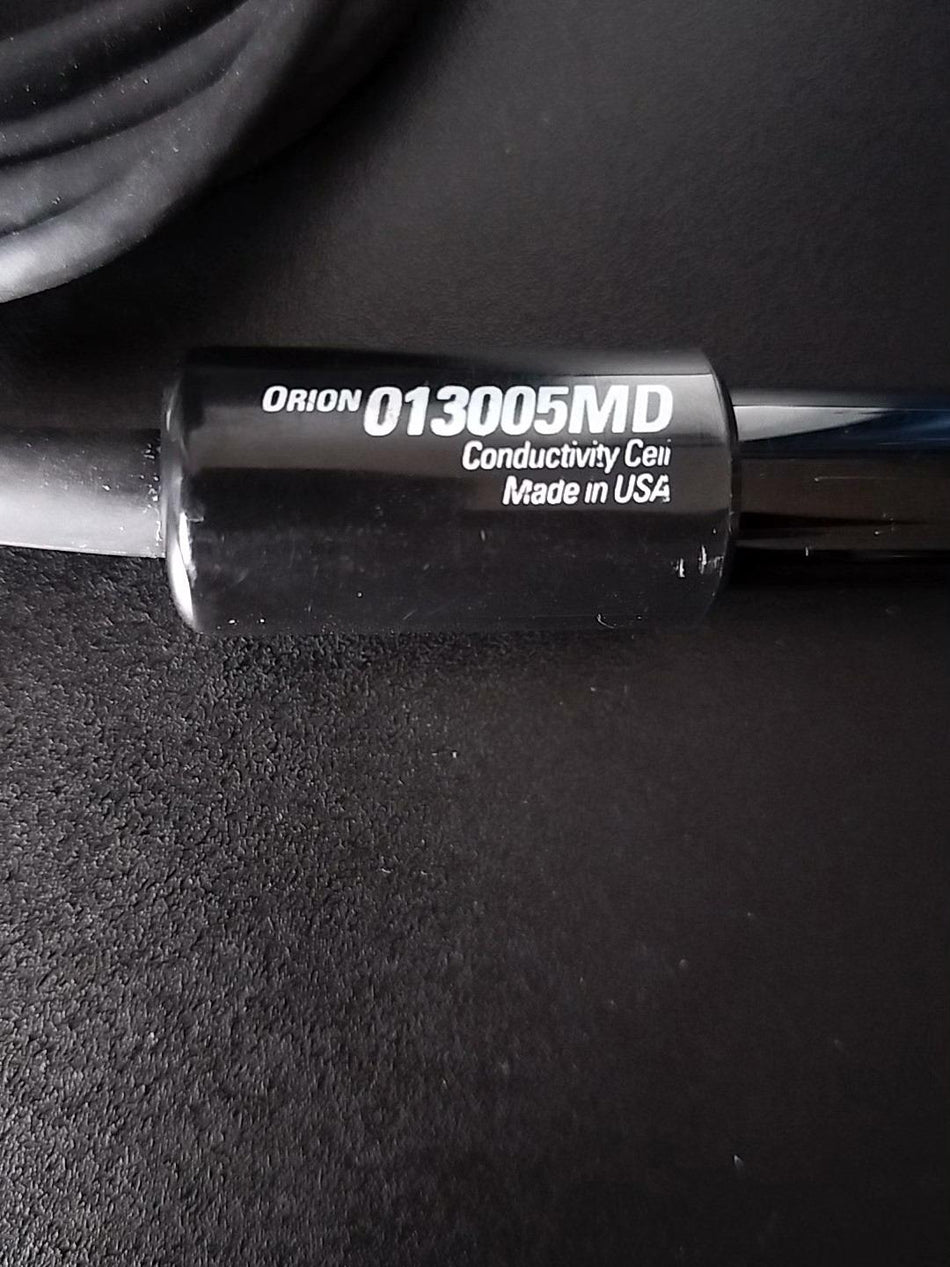 ORION 013005MD
Conductivity Cell
Made in USA